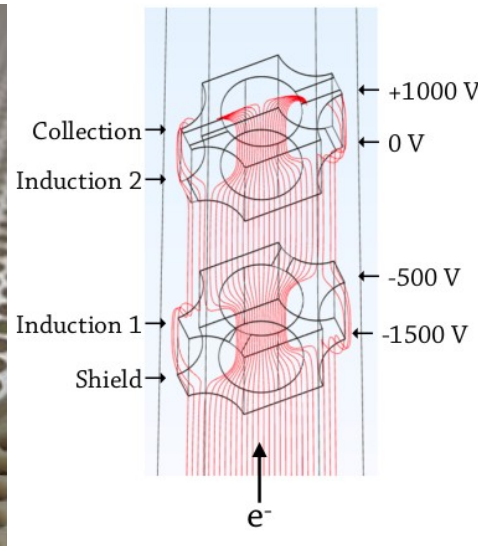 Collection
Induction 2
Induction 1
Shield
+1000 V
0 V
-500 V
-1500 V
e-